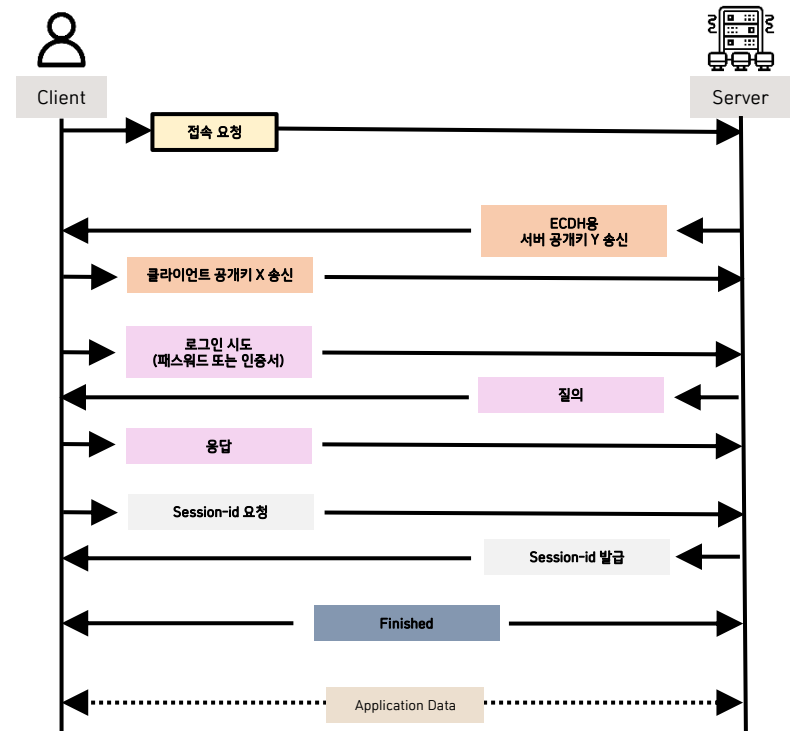 Client
Server
접속 요청
ECDH용
서버 공개키 Y 송신
클라이언트 공개키 X 송신
로그인 시도
(패스워드 또는 인증서)
질의
응답
Session-id 요청
Session-id 발급
Finished
Application Data